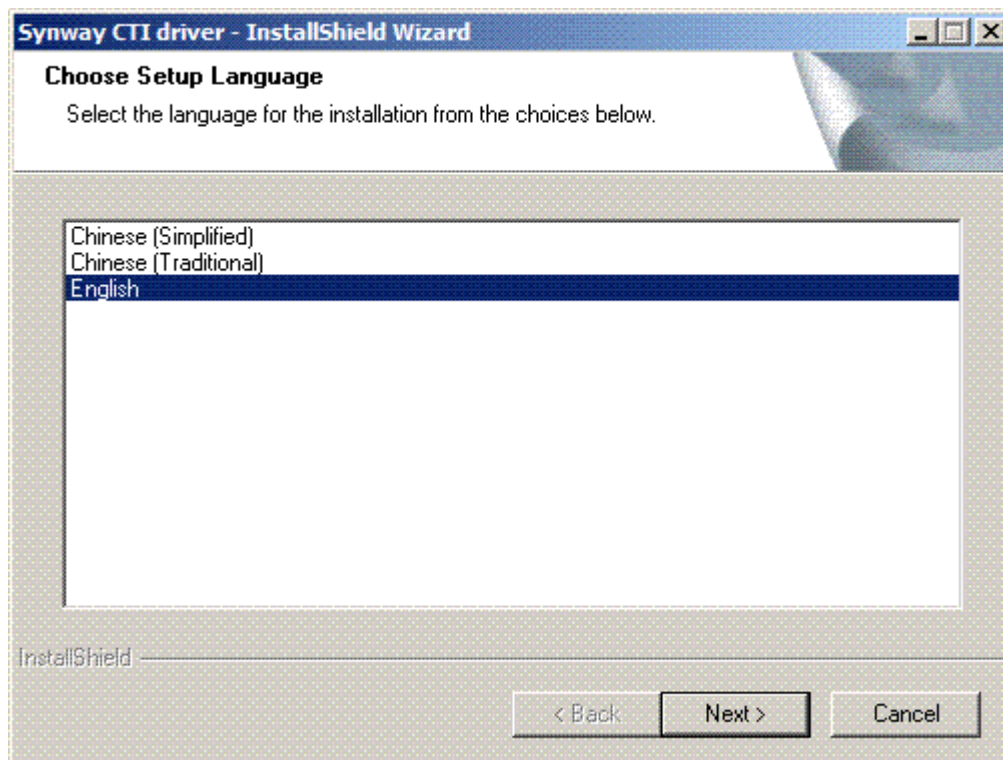 Synway CTI driver - InstallShield Wizard
Choose Setup Language
Select the language for the installation from the choices below.
Chinese (Simplified)
Chinese (Traditional)
English
InstallShield
< Back
Next >
Cancel